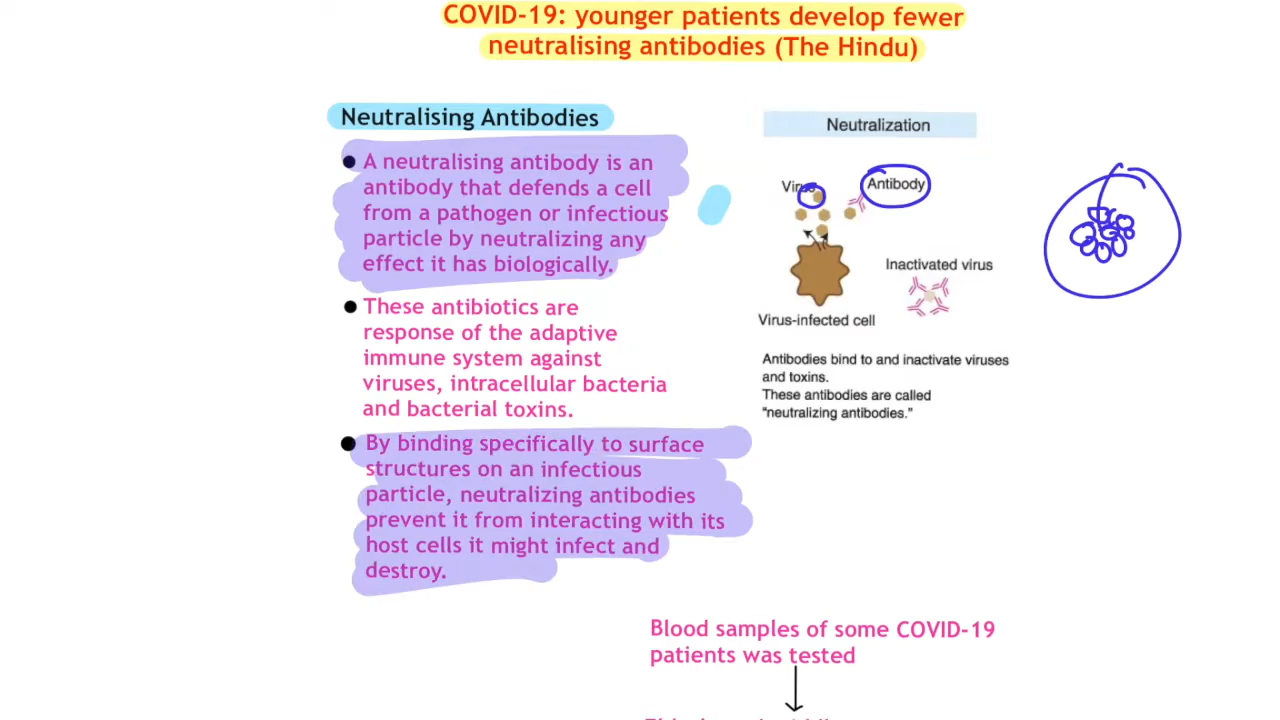 COVID-19: younger patients develop fewer
neutralising antibodies (The Hindu)
Neutralising Antibodies
A neutralising antibody is an
antibody that defends a cell
from a pathogen or infectious
particle by neutralizing any
effect it has biologically.
These antibiotics are
response of the adaptive
immune system against
viruses, intracellular bacteria
and bacterial toxins.
By binding specifically to surface
structures on an infectious
particle, neutralizing antibodies
prevent it from interacting with its
host cells it might infect and
destroy.
Neutralization
Virus
Antibody
Inactivated virus
Virus-infected cell
Antibodies bind to and inactivate viruses
and toxins.
These antibodies are called
"neutralizing antibodies."
Blood samples of some COVID-19
patients was tested